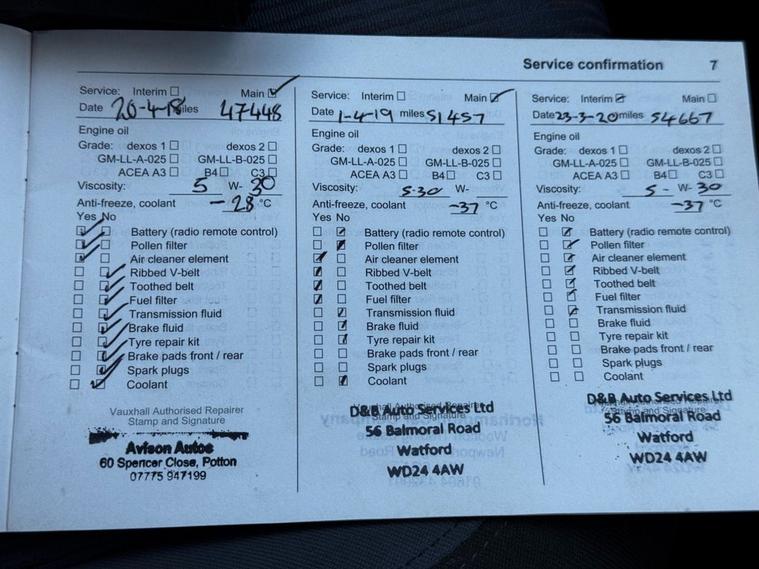 Service confirmation 7
Service: Interim ☐ Main ☑
Date 20-4-18 miles 47448
Engine oil
Grade: dexos 1 ☐ dexos 2 ☐
GM-LL-A-025 ☐ GM-LL-B-025 ☐
ACEA A3 ☐ B4 ☐ C3 ☐
Viscosity: 5 W- 30
Anti-freeze, coolant -28 °C
Yes No
☑ ☐ Battery (radio remote control)
☑ ☐ Pollen filter
☑ ☐ Air cleaner element
☐ ☑ Ribbed V-belt
☐ ☑ Toothed belt
☐ ☑ Fuel filter
☐ ☑ Transmission fluid
☐ ☑ Brake fluid
☐ ☑ Tyre repair kit
☐ ☑ Brake pads front / rear
☐ ☑ Spark plugs
☐ ☑ Coolant
Vauxhall Authorised Repairer
Stamp and Signature
Avison Autos
60 Spencer Close, Potton
07775 947199
Service: Interim ☐ Main ☑
Date 1-4-19 miles 51457
Engine oil
Grade: dexos 1 ☐ dexos 2 ☐
GM-LL-A-025 ☐ GM-LL-B-025 ☐
ACEA A3 ☐ B4 ☐ C3 ☐
Viscosity: 5-30 W-
Anti-freeze, coolant -37 °C
Yes No
☐ ☑ Battery (radio remote control)
☐ ☑ Pollen filter
☑ ☐ Air cleaner element
☑ ☐ Ribbed V-belt
☑ ☐ Toothed belt
☑ ☐ Fuel filter
☐ ☑ Transmission fluid
☐ ☑ Brake fluid
☐ ☑ Tyre repair kit
☐ ☐ Brake pads front / rear
☐ ☐ Spark plugs
☐ ☑ Coolant
Vauxhall Authorised Repairer
Stamp and Signature
D&B Auto Services Ltd
56 Balmoral Road
Watford
WD24 4AW
Service: Interim ☑ Main ☐
Date 23-3-20 miles 54667
Engine oil
Grade: dexos 1 ☐ dexos 2 ☐
GM-LL-A-025 ☐ GM-LL-B-025 ☐
ACEA A3 ☐ B4 ☐ C3 ☐
Viscosity: 5 - W- 30
Anti-freeze, coolant -37 °C
Yes No
☐ ☑ Battery (radio remote control)
☐ ☑ Pollen filter
☐ ☑ Air cleaner element
☐ ☑ Ribbed V-belt
☐ ☑ Toothed belt
☐ ☑ Fuel filter
☐ ☑ Transmission fluid
☐ ☐ Brake fluid
☐ ☐ Tyre repair kit
☐ ☐ Brake pads front / rear
☐ ☐ Spark plugs
☐ ☐ Coolant
Stamp and Signature
D&B Auto Services Ltd
56 Balmoral Road
Watford
WD24 4AW